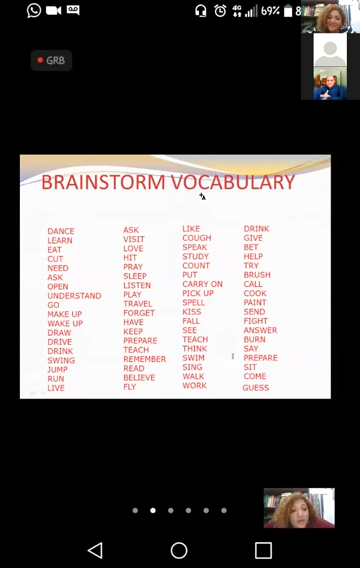 4G
69%
8
GRB
BRAINSTORM VOCABULARY
DANCE
LEARN
EAT
CUT
NEED
ASK
OPEN
UNDERSTAND
GO
MAKE UP
WAKE UP
DRAW
DRIVE
DRINK
SWING
JUMP
RUN
LIVE
ASK
VISIT
LOVE
HIT
PRAY
SLEEP
LISTEN
PLAY
TRAVEL
FORGET
HAVE
KEEP
PREPARE
TEACH
REMEMBER
READ
BELIEVE
FLY
LIKE
COUGH
SPEAK
STUDY
COUNT
PUT
CARRY ON
PICK UP
SPELL
KISS
FALL
SEE
TEACH
THINK
SWIM
SING
WALK
WORK
DRINK
GIVE
BET
HELP
TRY
BRUSH
CALL
COOK
PAINT
SEND
FIGHT
ANSWER
BURN
SAY
PREPARE
SIT
COME
GUESS